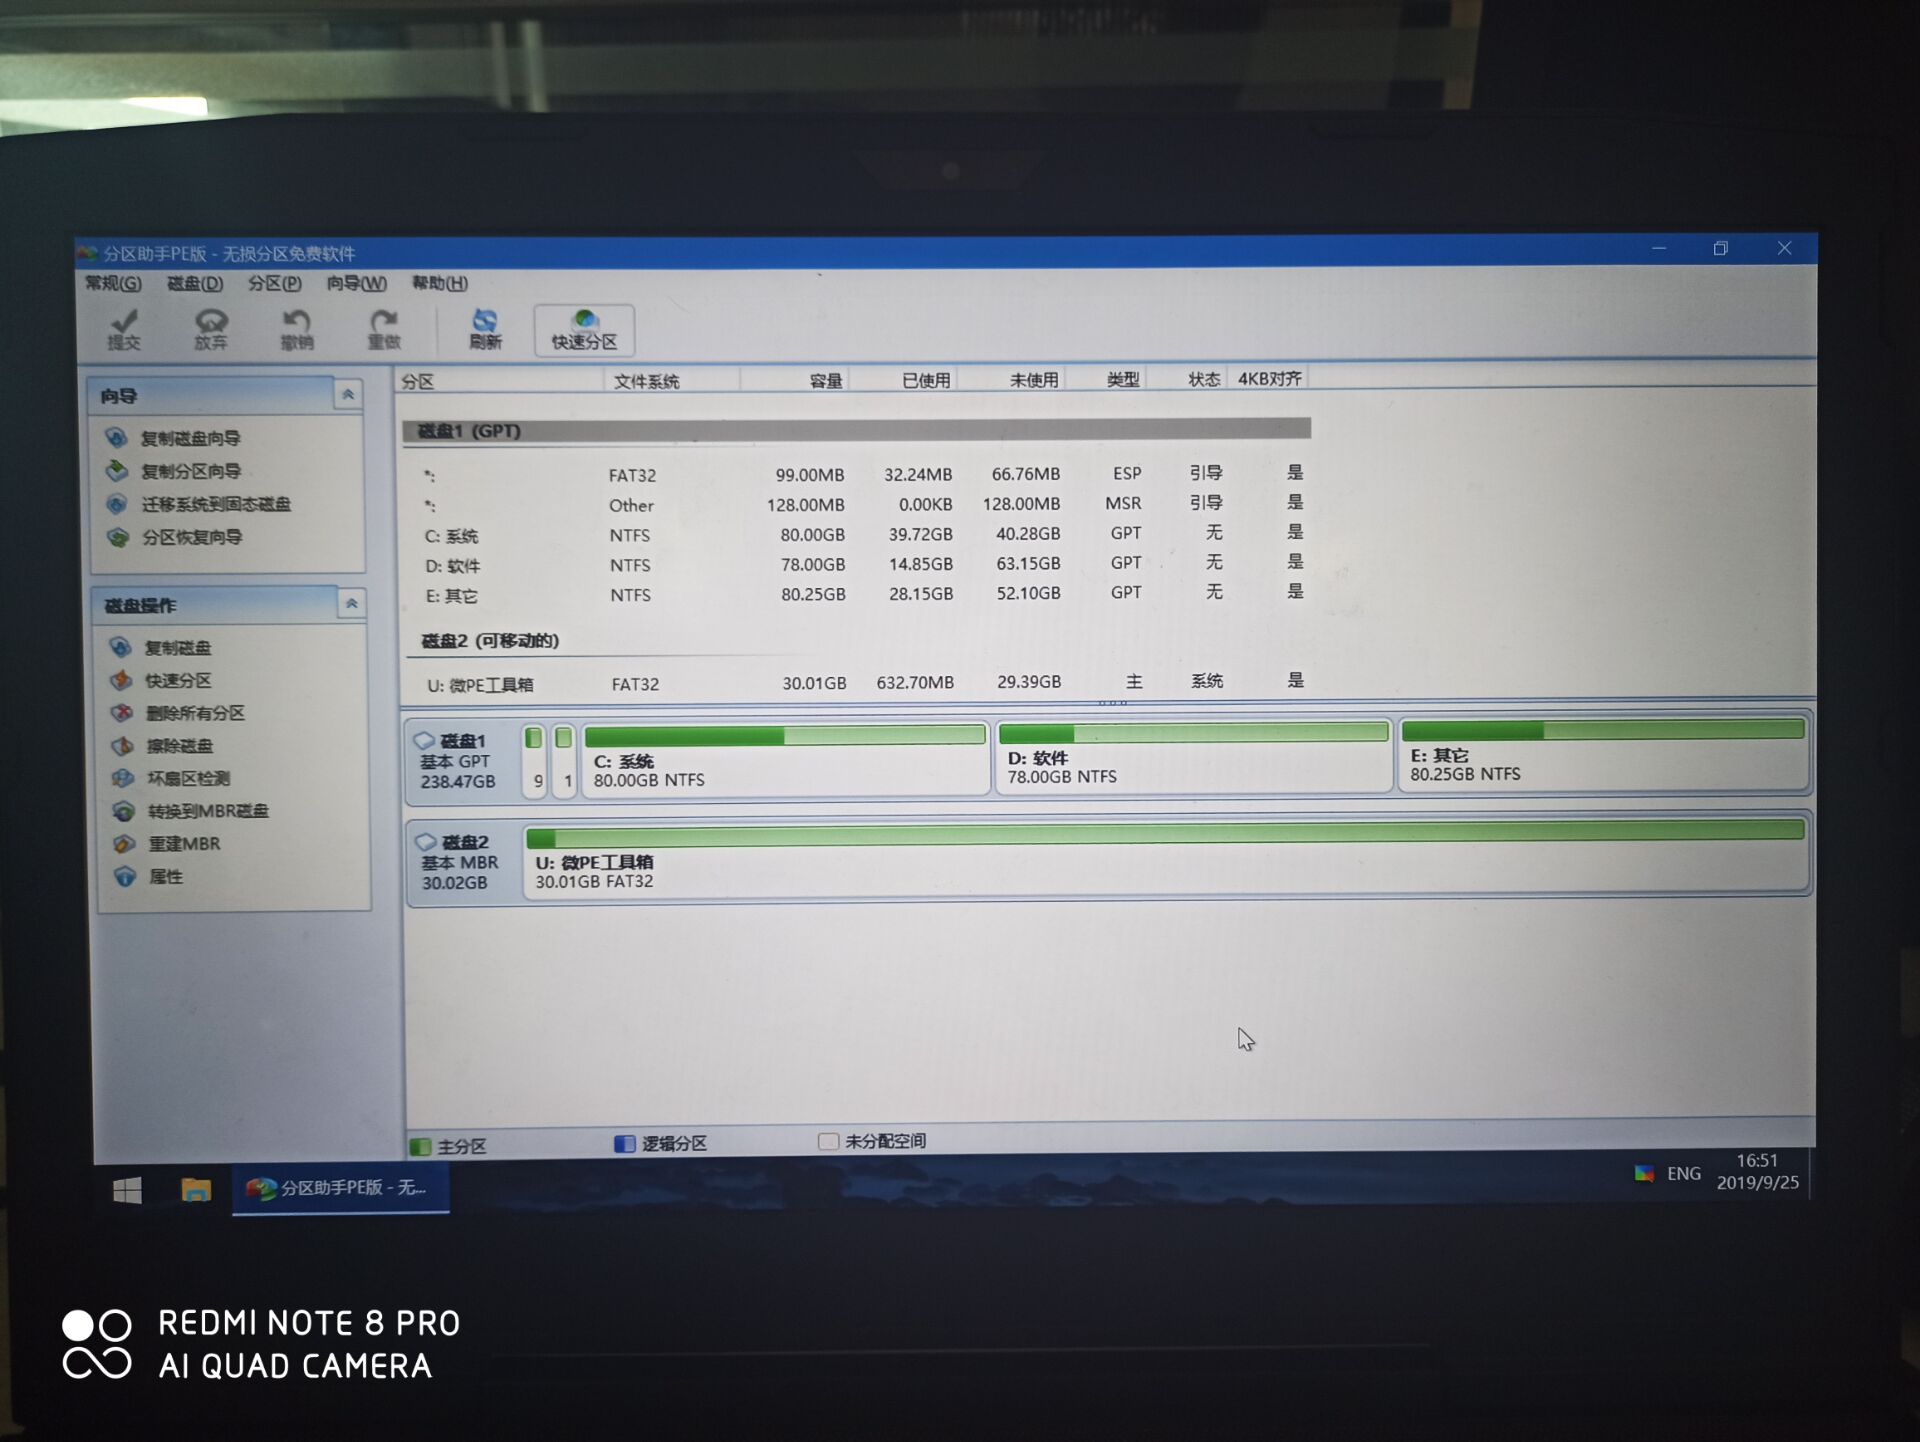 分区助手PE版 - 无损分区免费软件
常规(G) 磁盘(D) 分区(P) 向导(W) 帮助(H)
提交 放弃 撤销 重做 刷新 快速分区
向导
复制磁盘向导
复制分区向导
迁移系统到固态磁盘
分区恢复向导
磁盘操作
复制磁盘
快速分区
删除所有分区
擦除磁盘
坏扇区检测
转换到MBR磁盘
重建MBR
属性
分区 文件系统 容量 已使用 未使用 类型 状态 4KB对齐
磁盘1 (GPT)
*: FAT32 99.00MB 32.24MB 66.76MB ESP 引导 是
*: Other 128.00MB 0.00KB 128.00MB MSR 引导 是
C: 系统 NTFS 80.00GB 39.72GB 40.28GB GPT 无 是
D: 软件 NTFS 78.00GB 14.85GB 63.15GB GPT 无 是
E: 其它 NTFS 80.25GB 28.15GB 52.10GB GPT 无 是
磁盘2 (可移动的)
U: 微PE工具箱 FAT32 30.01GB 632.70MB 29.39GB 主 系统 是
磁盘1
基本 GPT
238.47GB
9
1
C: 系统
80.00GB NTFS
D: 软件
78.00GB NTFS
E: 其它
80.25GB NTFS
磁盘2
基本 MBR
30.02GB
U: 微PE工具箱
30.01GB FAT32
主分区 逻辑分区 未分配空间
分区助手PE版 - 无...
ENG
16:51
2019/9/25
REDMI NOTE 8 PRO
AI QUAD CAMERA